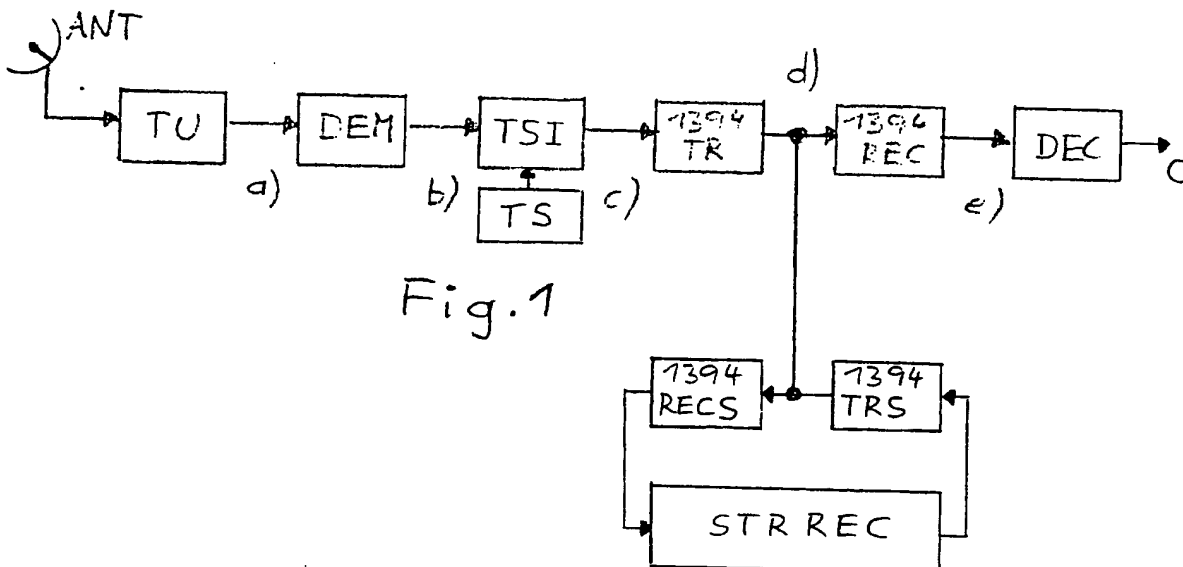 ANT
d)
TU
DEM
TSI
1394
TR
1394
REC
DEC
a)
b)
TS
c)
e)
O
Fig.1
1394
RECS
1394
TRS
STR REC